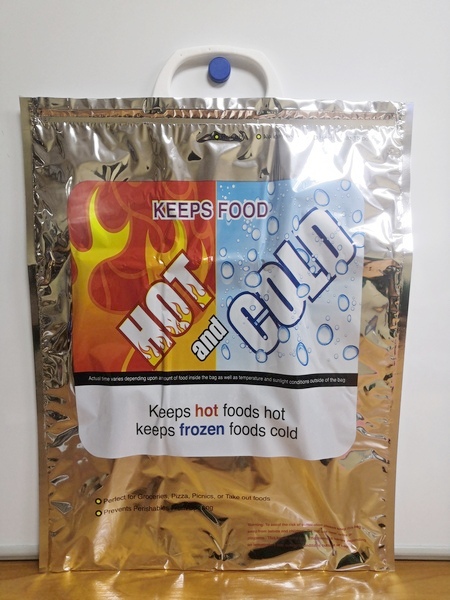 KEEPS FOOD
HOT
and
COLD
Actual time varies depending upon amount of food inside the bag as well as temperature and sunlight conditions outside of the bag
Keeps hot foods hot
keeps frozen foods cold
Perfect for Groceries, Pizza, Picnics, or Take out foods
Prevents Perishables